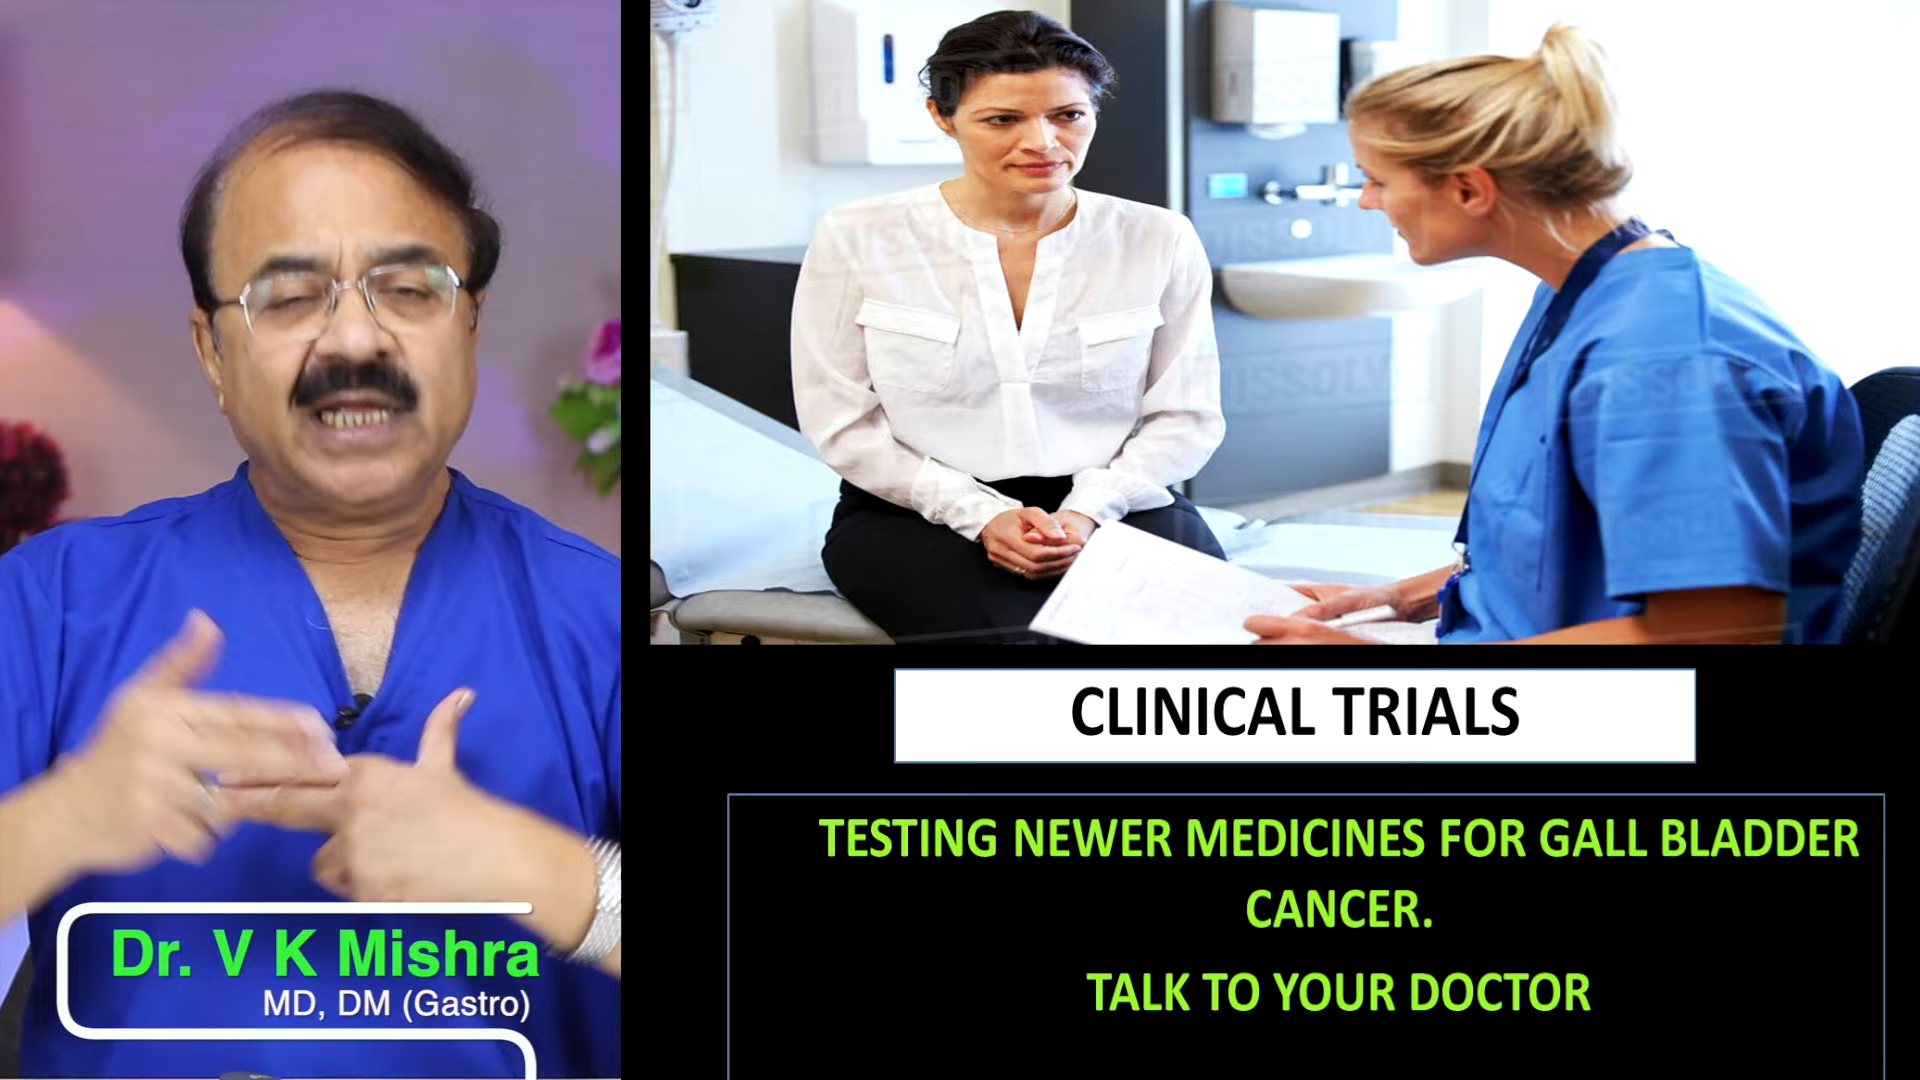 Dr. V K Mishra
MD, DM (Gastro)
CLINICAL TRIALS
TESTING NEWER MEDICINES FOR GALL BLADDER
CANCER.
TALK TO YOUR DOCTOR